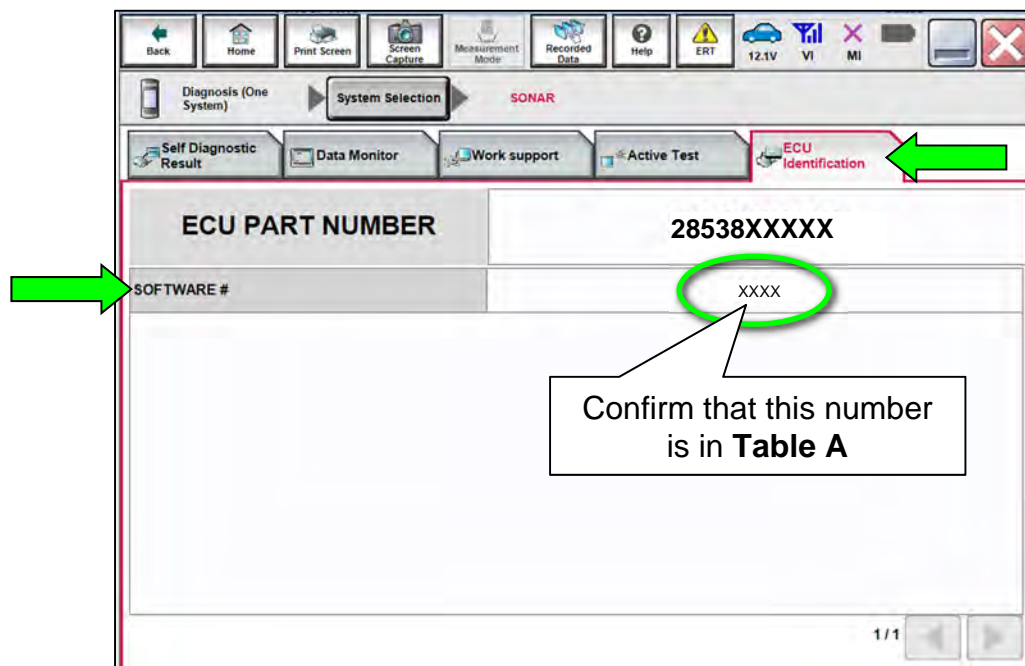 Back
Home
Print Screen
Screen
Capture
Measurement
Mode
Recorded
Data
Help
ERT
12.1V
VI
MI
Diagnosis (One
System)
System Selection
SONAR
Self Diagnostic
Result
Data Monitor
Work support
Active Test
ECU
Identification
ECU PART NUMBER
28538XXXXX
SOFTWARE #
XXXX
Confirm that this number
is in Table A
1/1